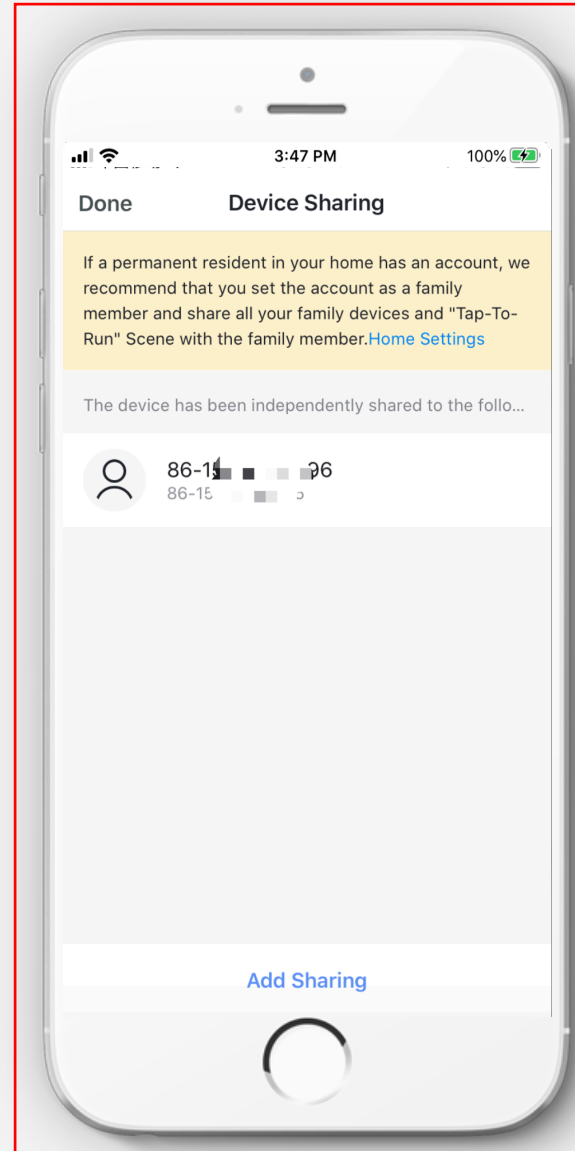 3:47 PM
100%
Done
Device Sharing
If a permanent resident in your home has an account, we
recommend that you set the account as a family
member and share all your family devices and "Tap-To-
Run" Scene with the family member.Home Settings
The device has been independently shared to the follo...
Add Sharing